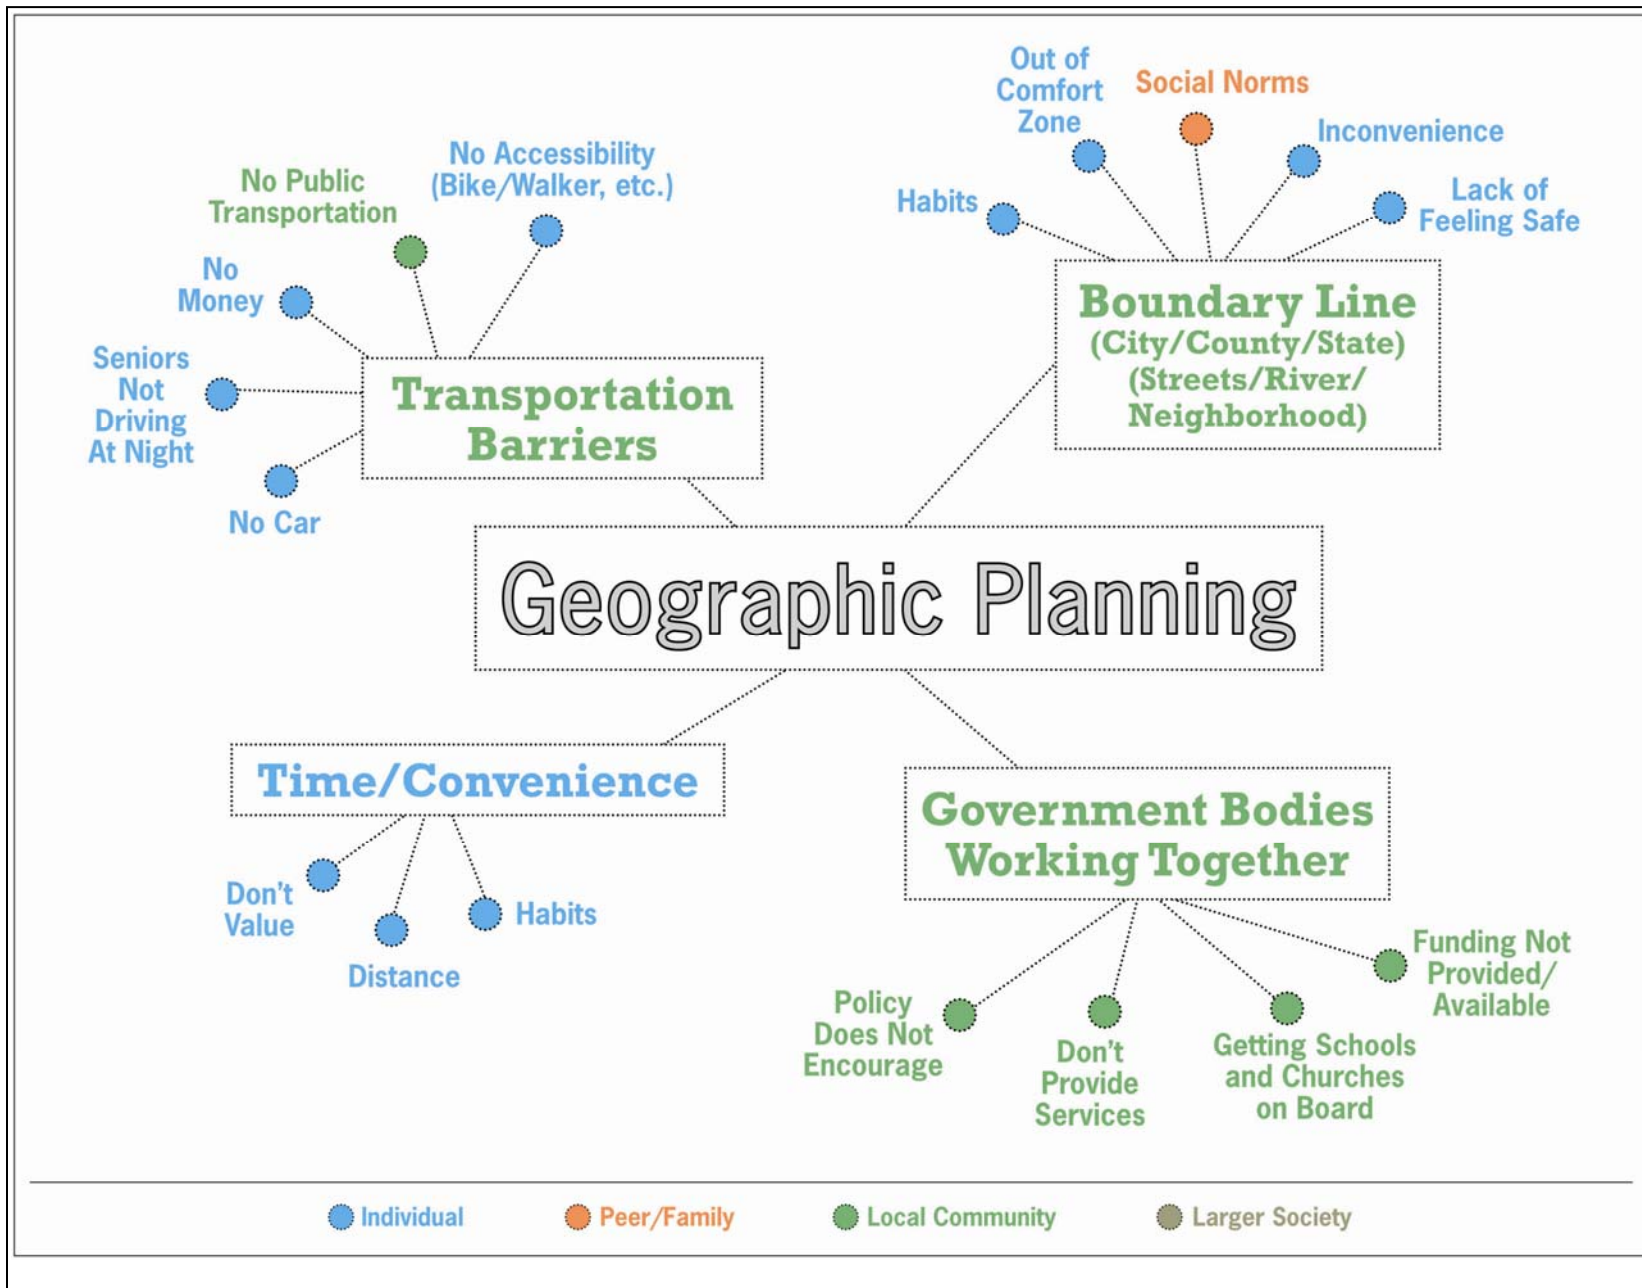 No Public
Transportation
No Accessibility
(Bike/Walker, etc.)
No
Money
Seniors
Not
Driving
At Night
No Car
Transportation
Barriers
Out of
Comfort
Zone
Social Norms
Inconvenience
Habits
Lack of
Feeling Safe
Boundary Line
(City/County/State)
(Streets/River/
Neighborhood)
Geographic Planning
Time/Convenience
Don't
Value
Distance
Habits
Government Bodies
Working Together
Policy
Does Not
Encourage
Don't
Provide
Services
Getting Schools
and Churches
on Board
Funding Not
Provided/
Available
Individual
Peer/Family
Local Community
Larger Society